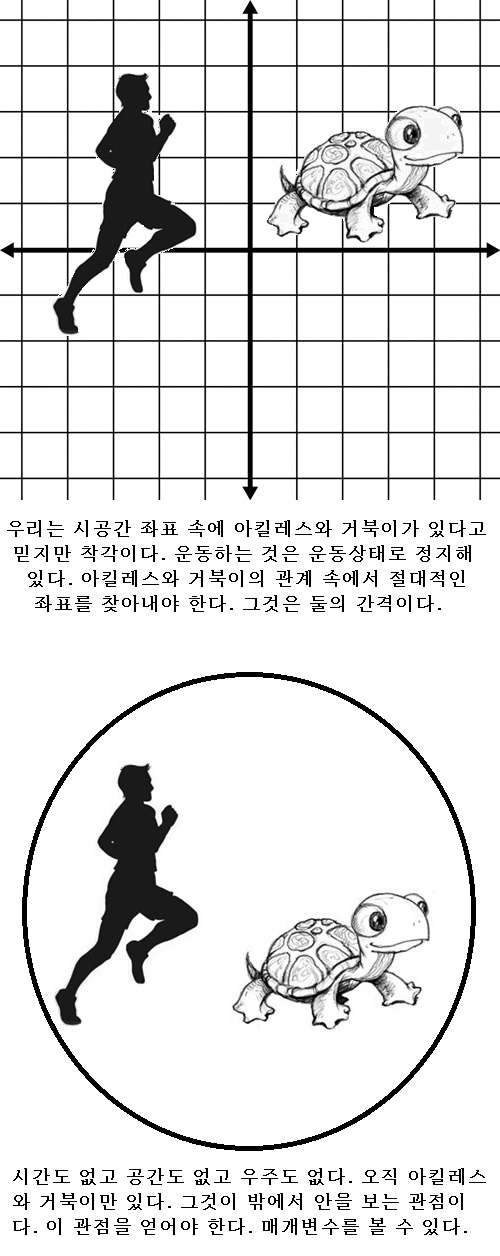 우리는 시공간 좌표 속에 아킬레스와 거북이가 있다고
믿지만 착각이다. 운동하는 것은 운동상태로 정지해
있다. 아킬레스와 거북이의 관계 속에서 절대적인
좌표를 찾아내야 한다. 그것은 둘의 간격이다.
시간도 없고 공간도 없고 우주도 없다. 오직 아킬레스
와 거북이만 있다. 그것이 밖에서 안을 보는 관점이
다. 이 관점을 얻어야 한다. 매개변수를 볼 수 있다.